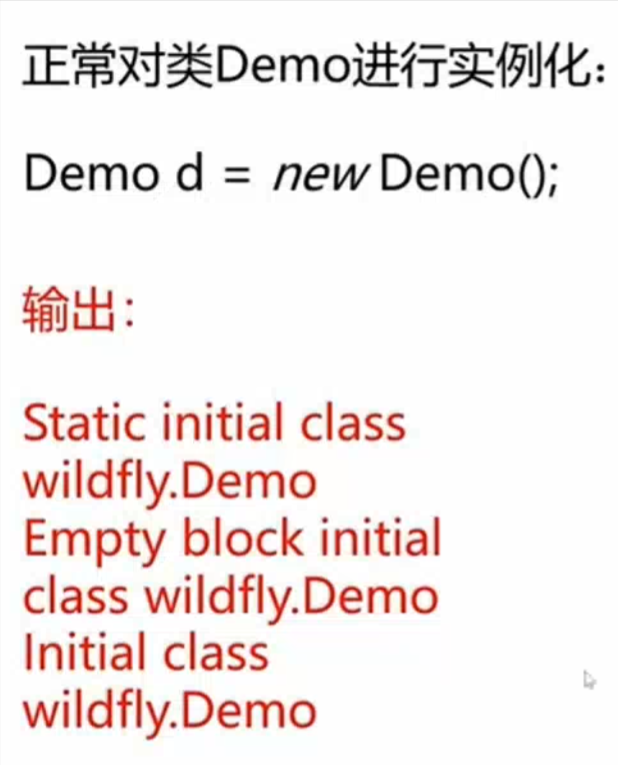 正常对类Demo进行实例化：
Demo d = new Demo();
输出：
Static initial class
wildfly.Demo
Empty block initial
class wildfly.Demo
Initial class
wildfly.Demo